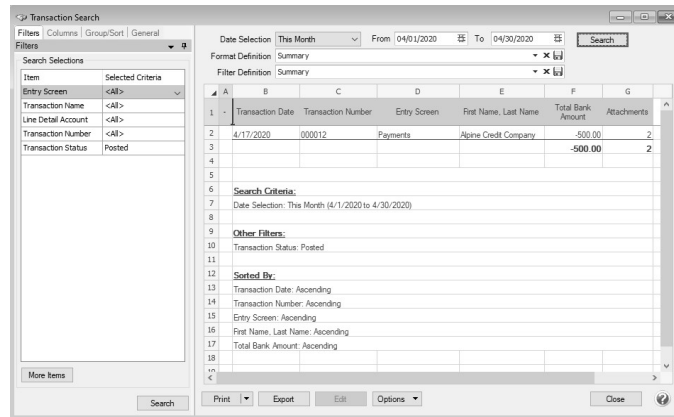 Transaction Search
Filters Columns Group/Sort General
Filters
Search Selections
Item Selected Criteria
Entry Screen <All>
Transaction Name <All>
Line Detail Account <All>
Transaction Number <All>
Transaction Status Posted
More Items
Search
Date Selection This Month From 04/01/2020 To 04/30/2020 Search
Format Definition Summary
Filter Definition Summary
A B C D E F G
1 - Transaction Date Transaction Number Entry Screen First Name, Last Name Total Bank Amount Attachments
2 4/17/2020 000012 Payments Alpine Credit Company -500.00 2
3 -500.00 2
4
5
6 Search Criteria:
7 Date Selection: This Month (4/1/2020 to 4/30/2020)
8
9 Other Filters:
10 Transaction Status: Posted
11
12 Sorted By:
13 Transaction Date: Ascending
14 Transaction Number: Ascending
15 Entry Screen: Ascending
16 First Name, Last Name: Ascending
17 Total Bank Amount: Ascending
18
Print Export Edit Options Close